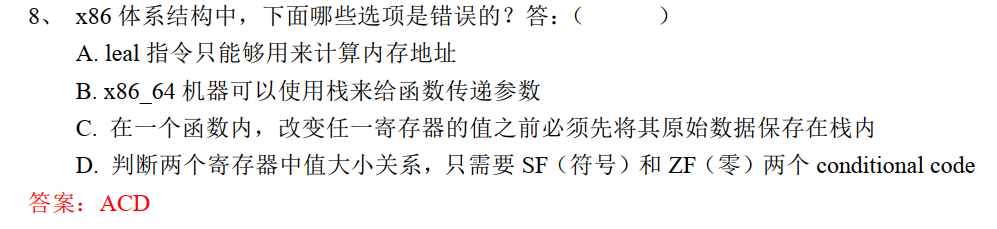 8、 x86 体系结构中，下面哪些选项是错误的？答：（ ）
A. leal 指令只能够用来计算内存地址
B. x86_64 机器可以使用栈来给函数传递参数
C. 在一个函数内，改变任一寄存器的值之前必须先将其原始数据保存在栈内
D. 判断两个寄存器中值大小关系，只需要 SF（符号）和 ZF（零）两个 conditional code
答案：ACD